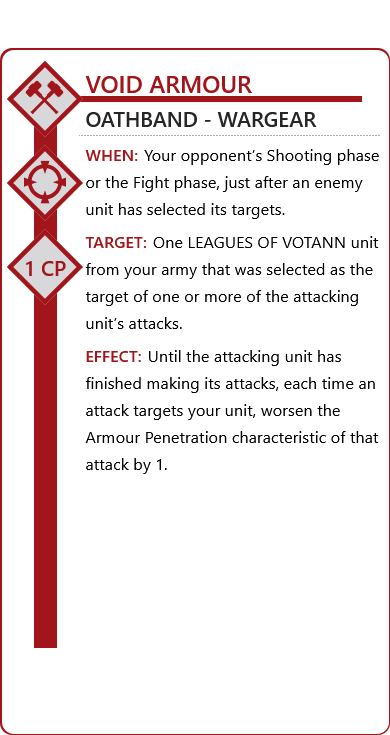 VOID ARMOUR
OATHBAND - WARGEAR
WHEN: Your opponent’s Shooting phase
or the Fight phase, just after an enemy
unit has selected its targets.
1 CP
TARGET: One LEAGUES OF VOTANN unit
from your army that was selected as the
target of one or more of the attacking
unit’s attacks.
EFFECT: Until the attacking unit has
finished making its attacks, each time an
attack targets your unit, worsen the
Armour Penetration characteristic of that
attack by 1.